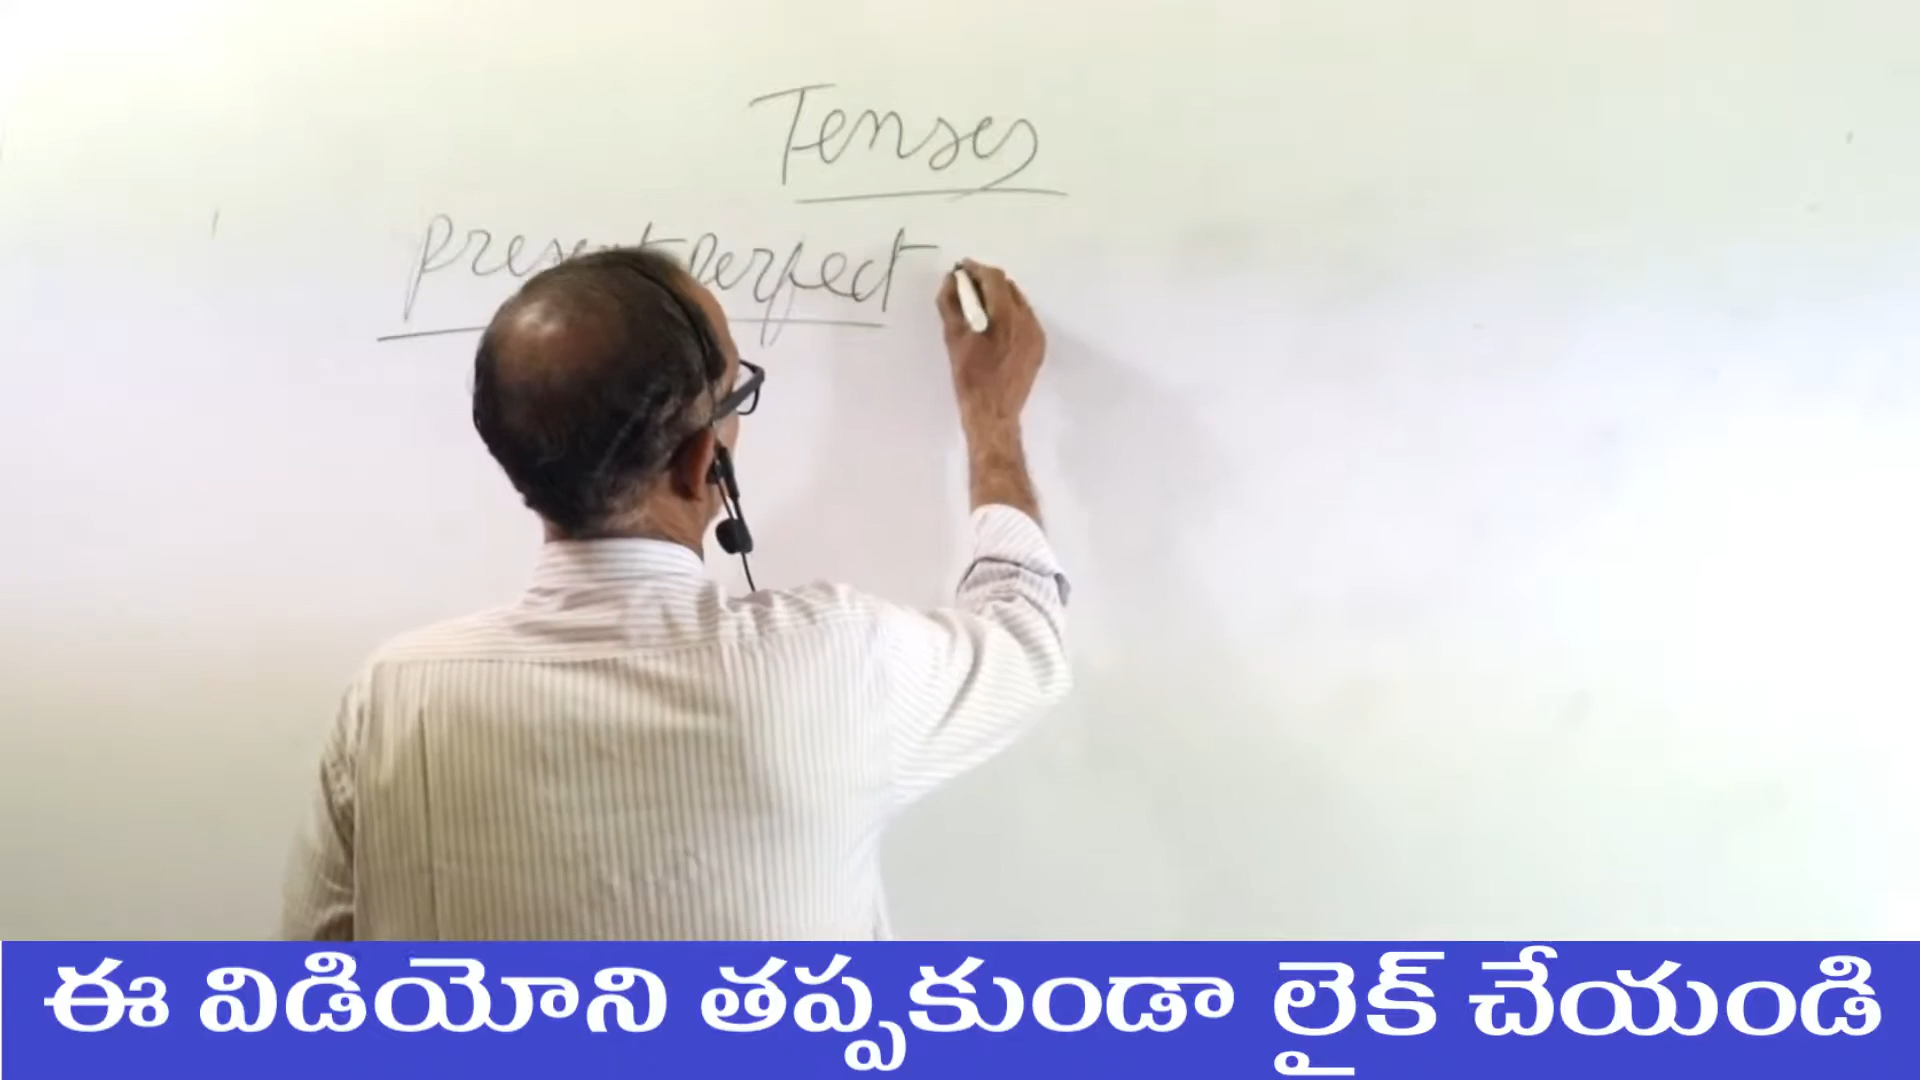 Tenses
present perfect
ఈ విడియోని తప్పకుండా లైక్ చేయండి